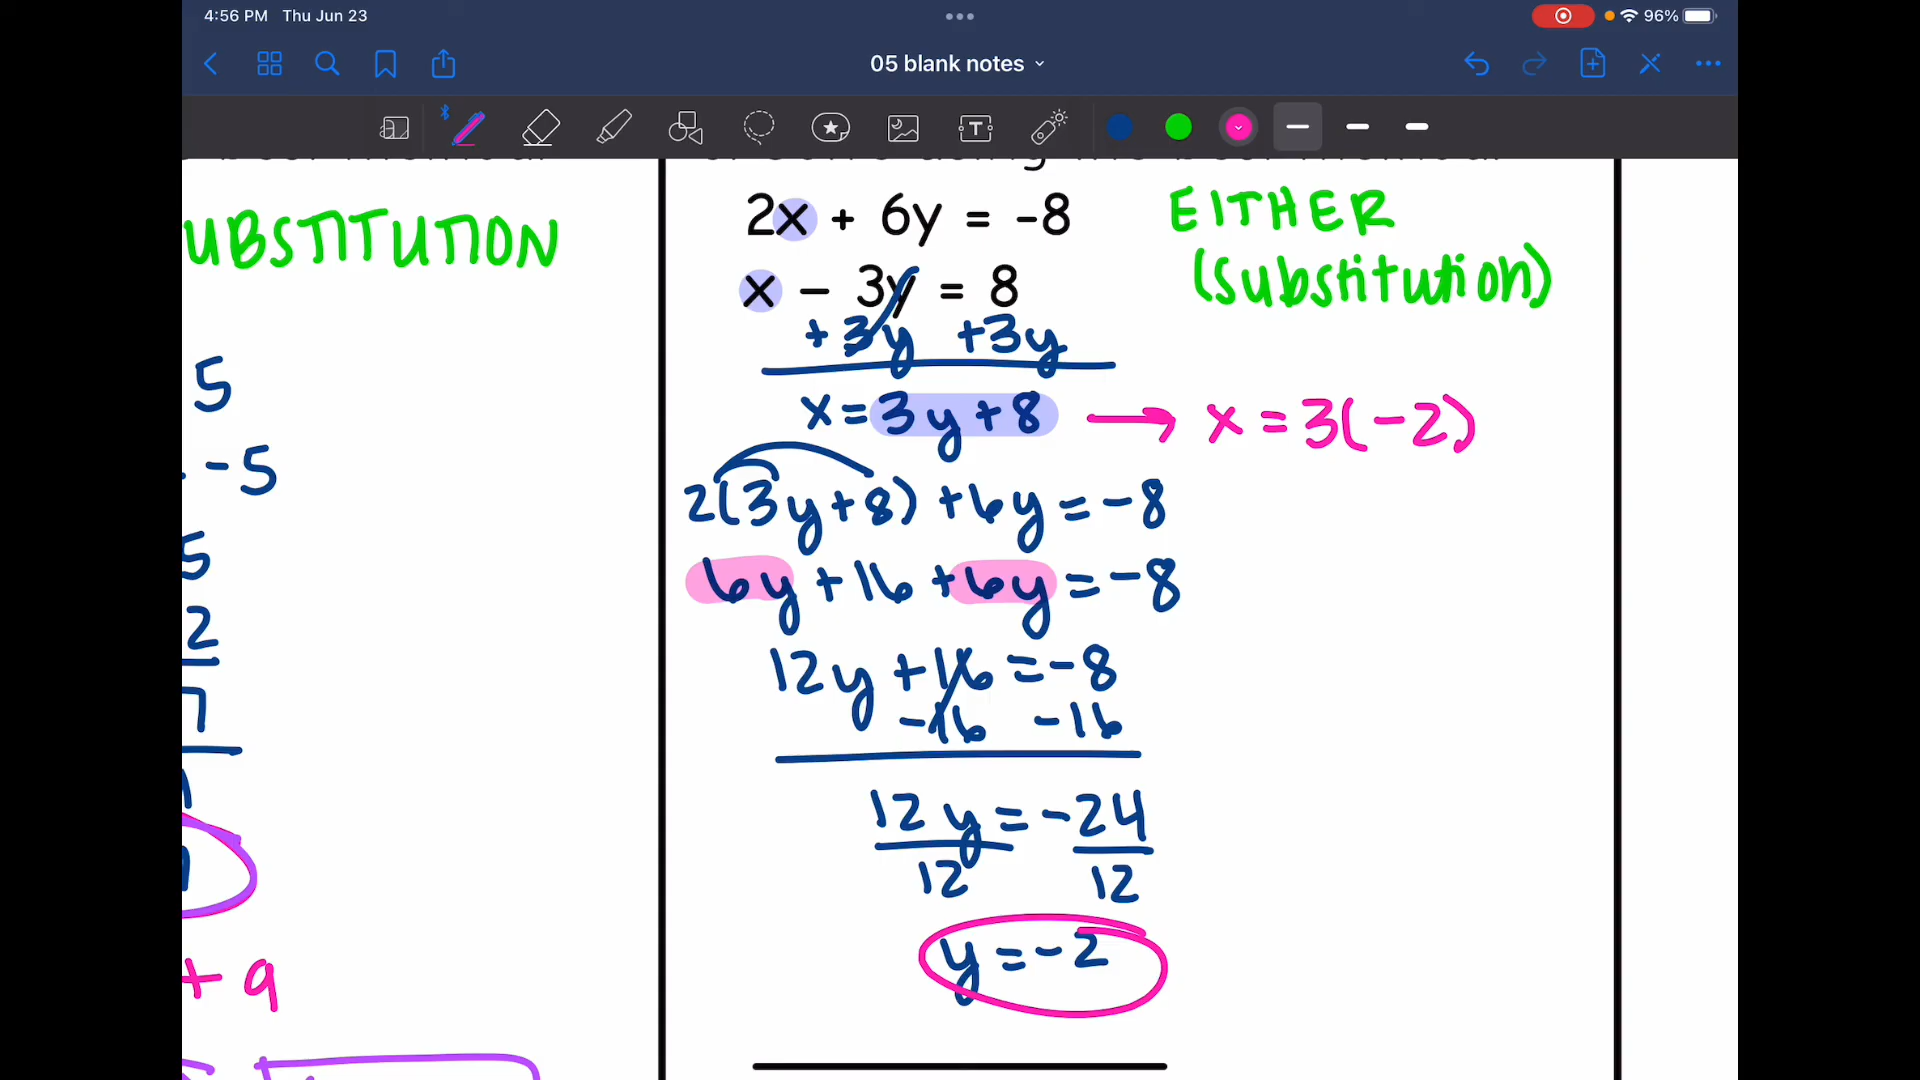 4:56 PM Thu Jun 23
96%
05 blank notes
UBSTITUTION
5
-5
5
2
7
+ 9
2x + 6y = -8
EITHER
x - 3y = 8
(Substitution)
+3y +3y
x = 3y + 8 → x = 3(-2)
2(3y+8) + 6y = -8
6y + 16 + 6y = -8
12y + 16 = -8
-16 -16
12y = -24
12 12
y = -2